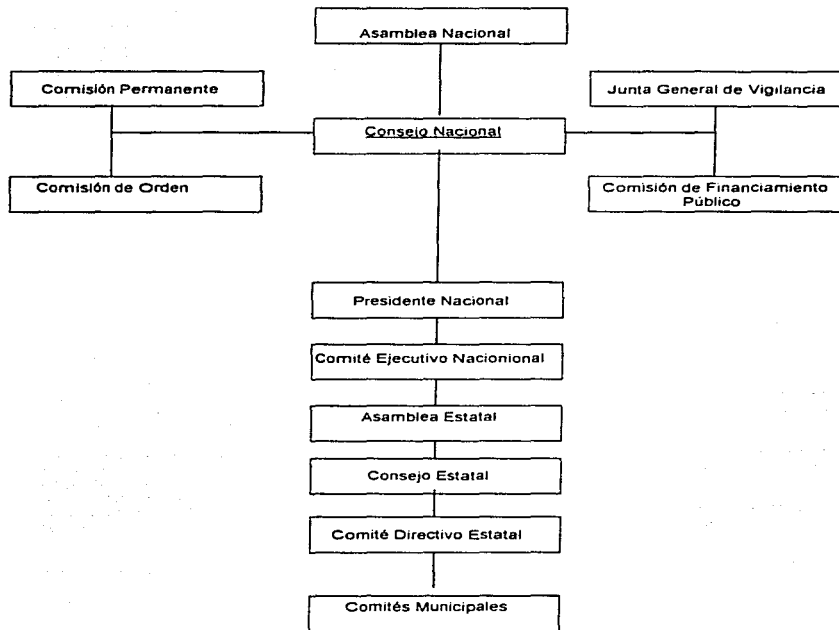 Asamblea Nacional
Comisión Permanente
Junta General de Vigilancia
Consejo Nacional
Comisión de Orden
Comisión de Financiamiento
Público
Presidente Nacional
Comité Ejecutivo Nacionional
Asamblea Estatal
Consejo Estatal
Comité Directivo Estatal
Comités Municipales